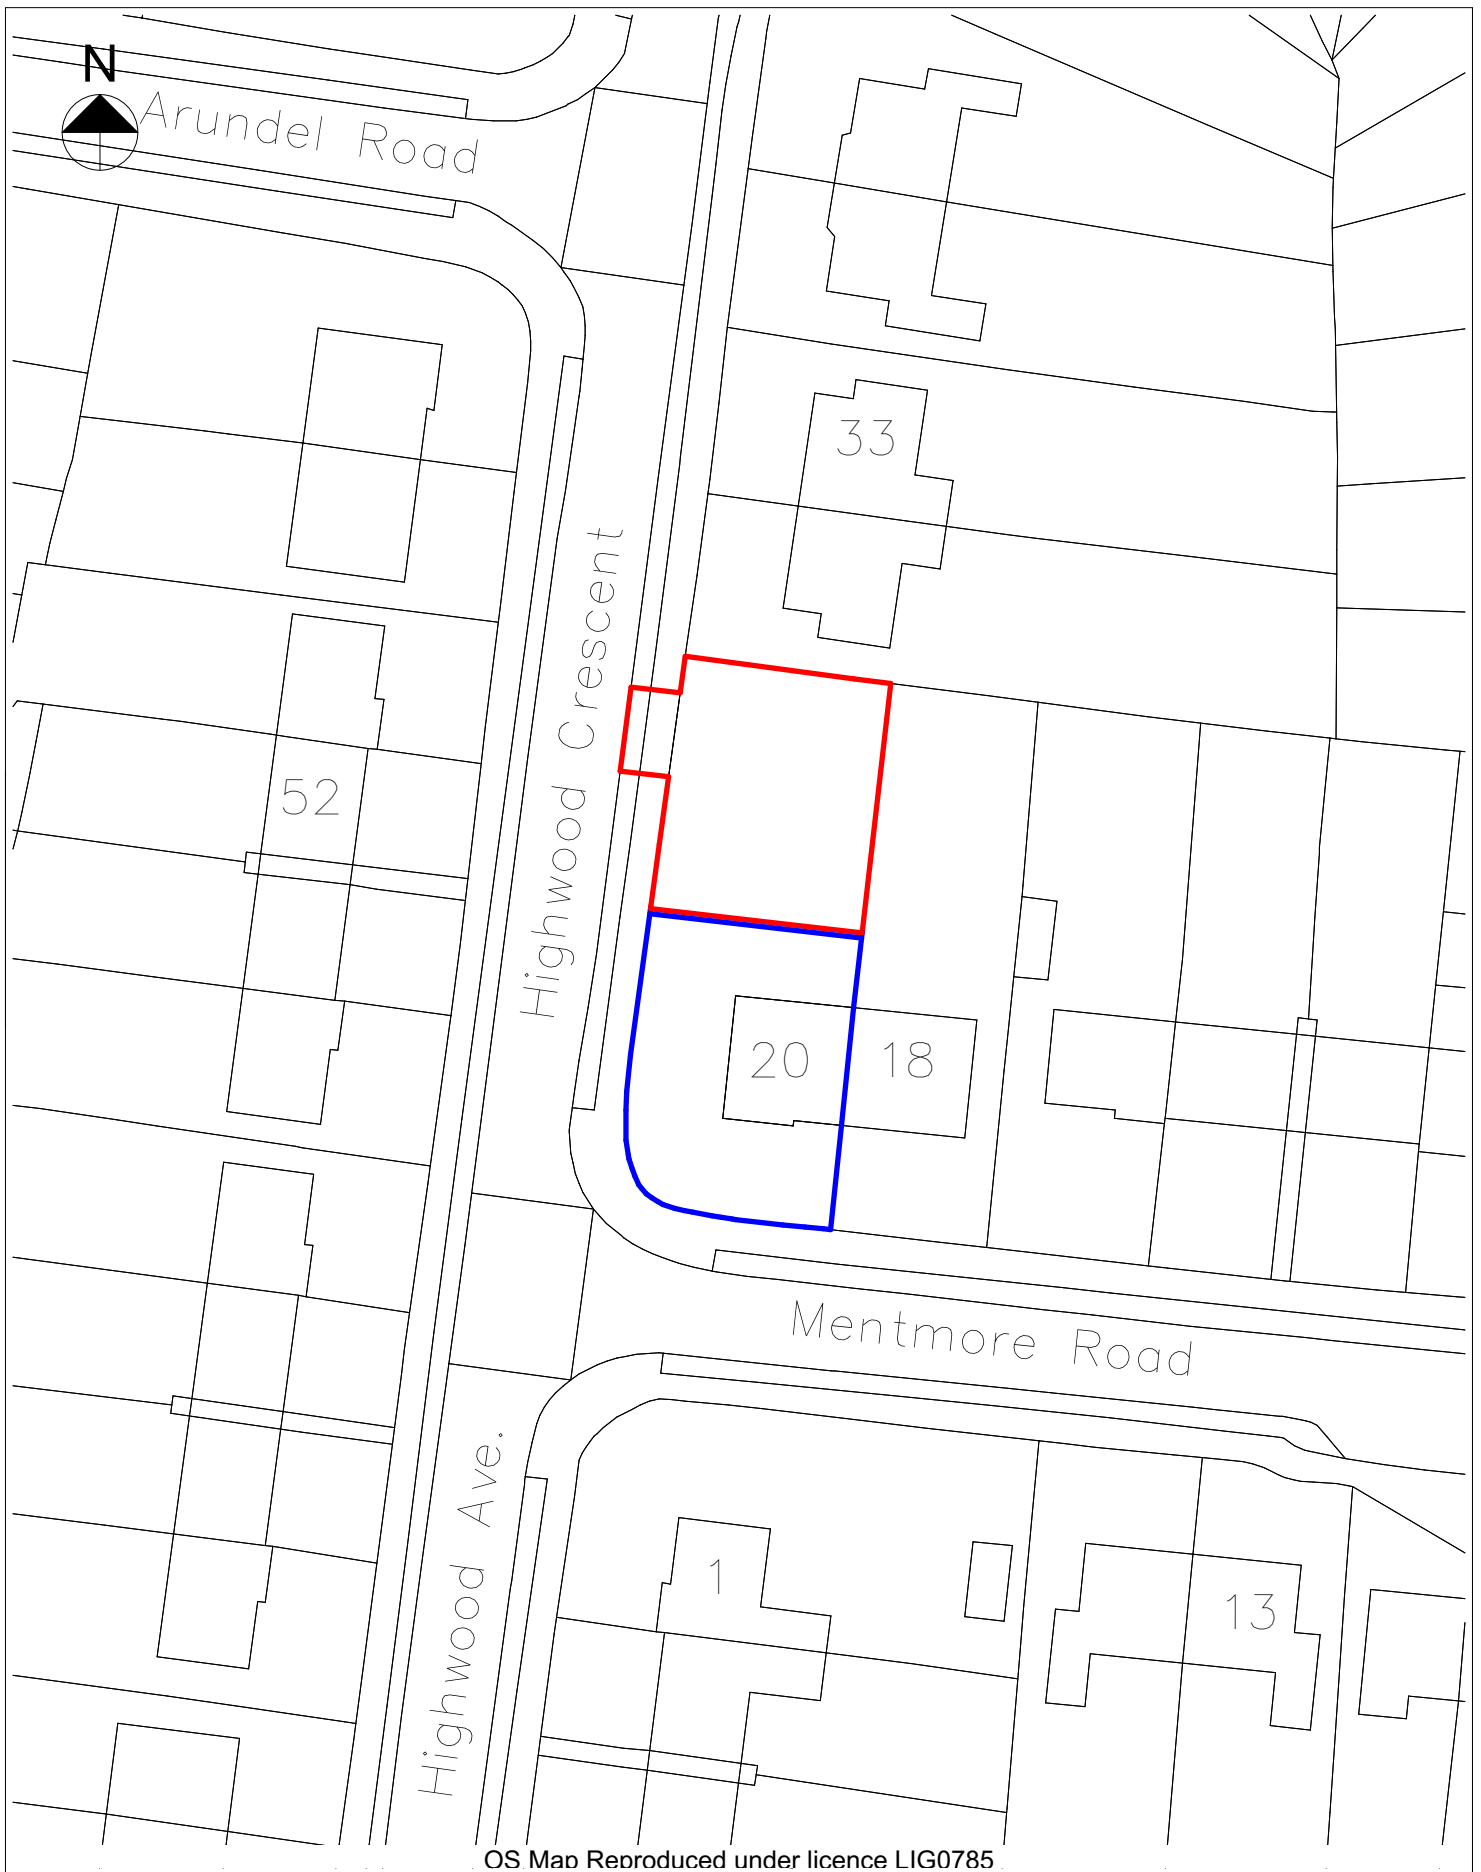 N
Arundel Road
33
Highwood Crescent
52
20
18
Mentmore Road
Highwood Ave.
1
13
OS Map Reproduced under licence LIG0785